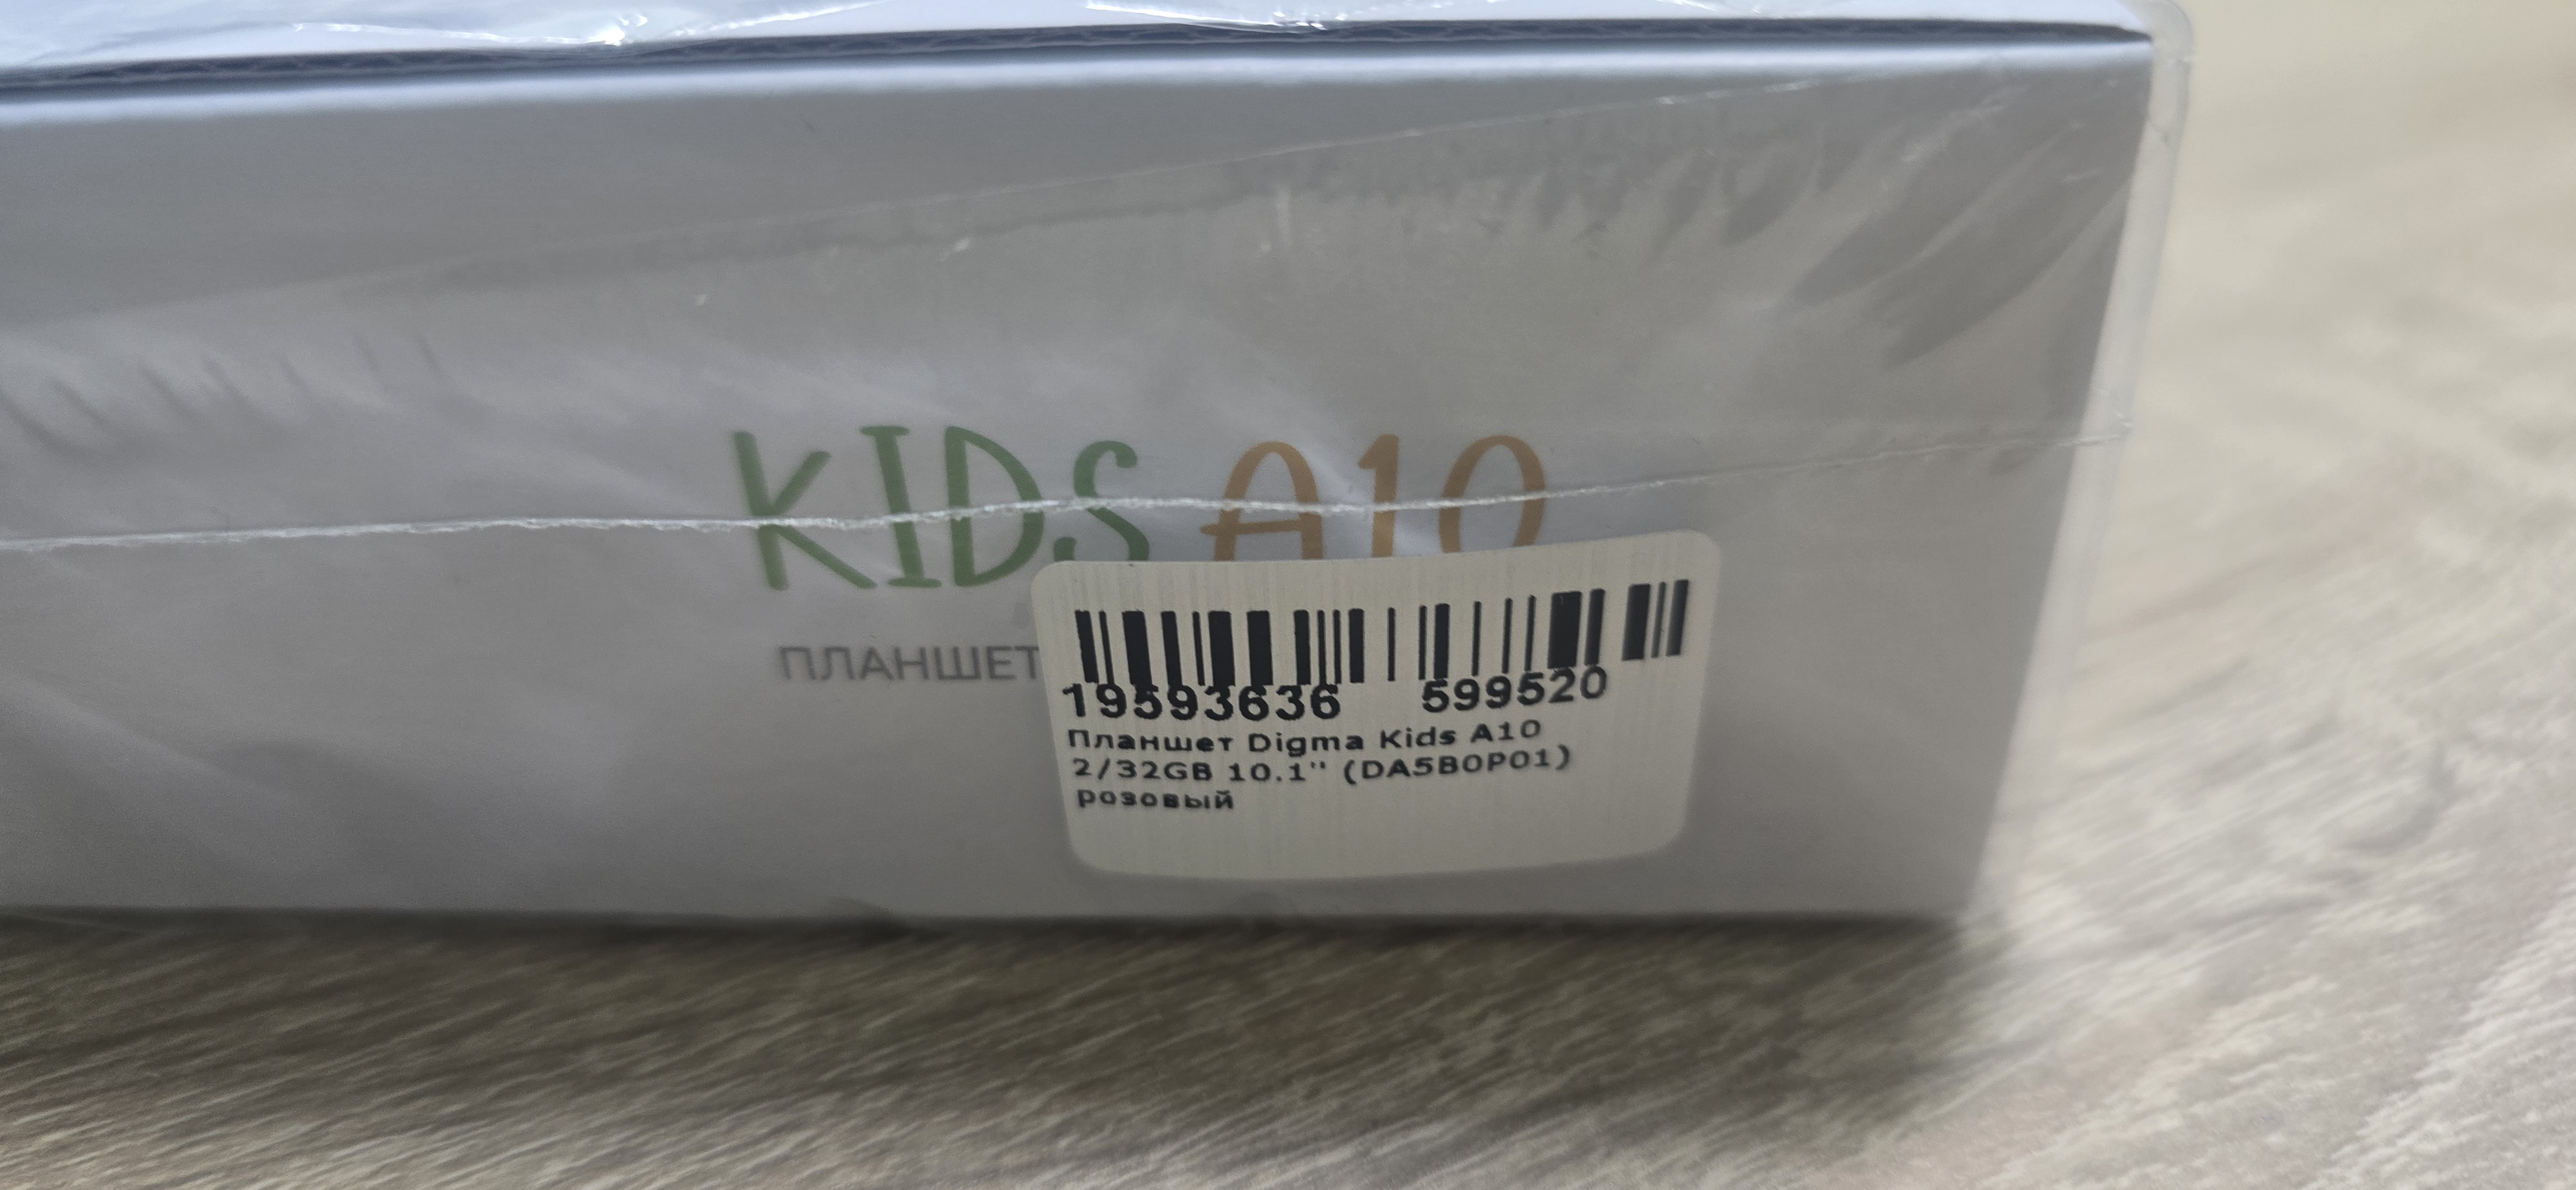 KIDS A10
ПЛАНШЕТ
19593636 599520
Планшет Digma Kids A10
2/32GB 10.1" (DA5B0P01)
розовый